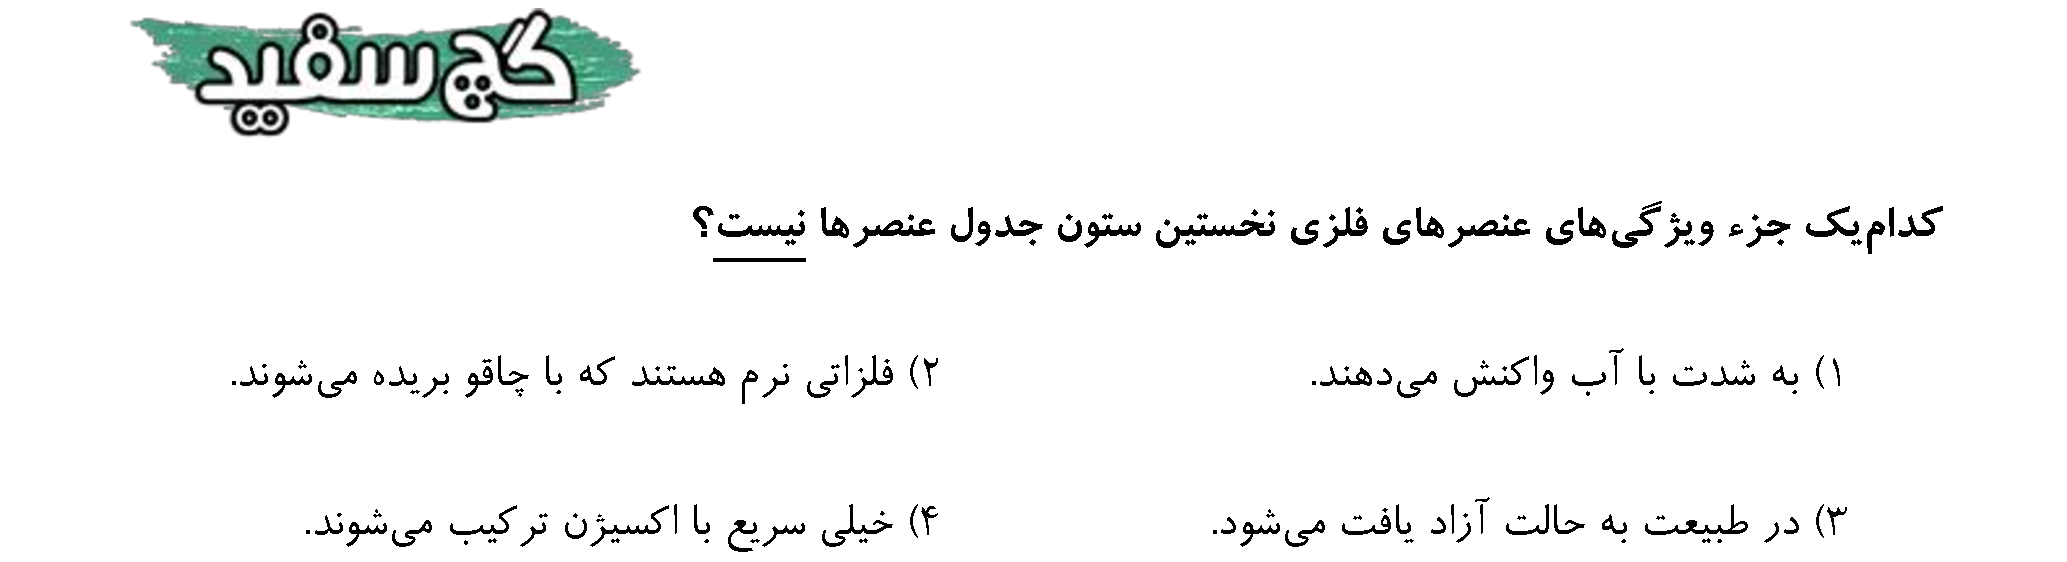 گچ سفید
کدام‌یک جزء ویژگی‌های عنصرهای فلزی نخستین ستون جدول عنصرها نیست؟
۱) به شدت با آب واکنش می‌دهند.
۲) فلزاتی نرم هستند که با چاقو بریده می‌شوند.
۳) در طبیعت به حالت آزاد یافت می‌شود.
۴) خیلی سریع با اکسیژن ترکیب می‌شوند.